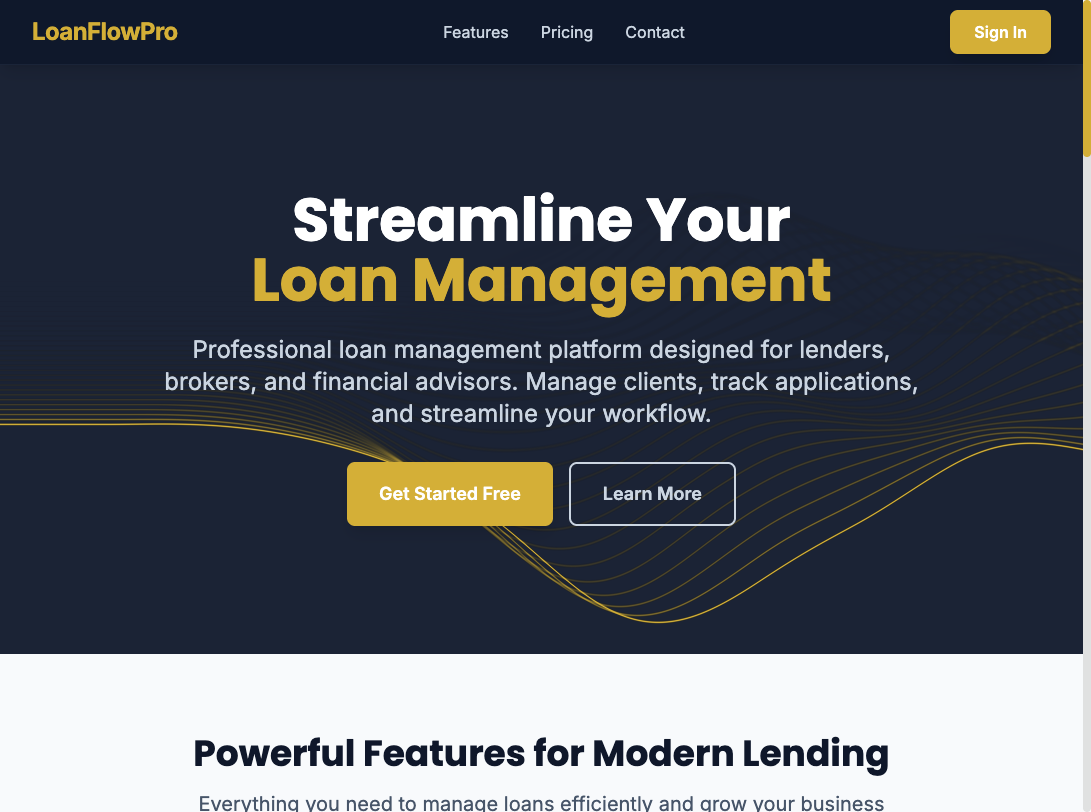 LoanFlowPro
Features
Pricing
Contact
Sign In
Streamline Your
Loan Management
Professional loan management platform designed for lenders,
brokers, and financial advisors. Manage clients, track applications,
and streamline your workflow.
Get Started Free
Learn More
Powerful Features for Modern Lending
Everything you need to manage loans efficiently and grow your business